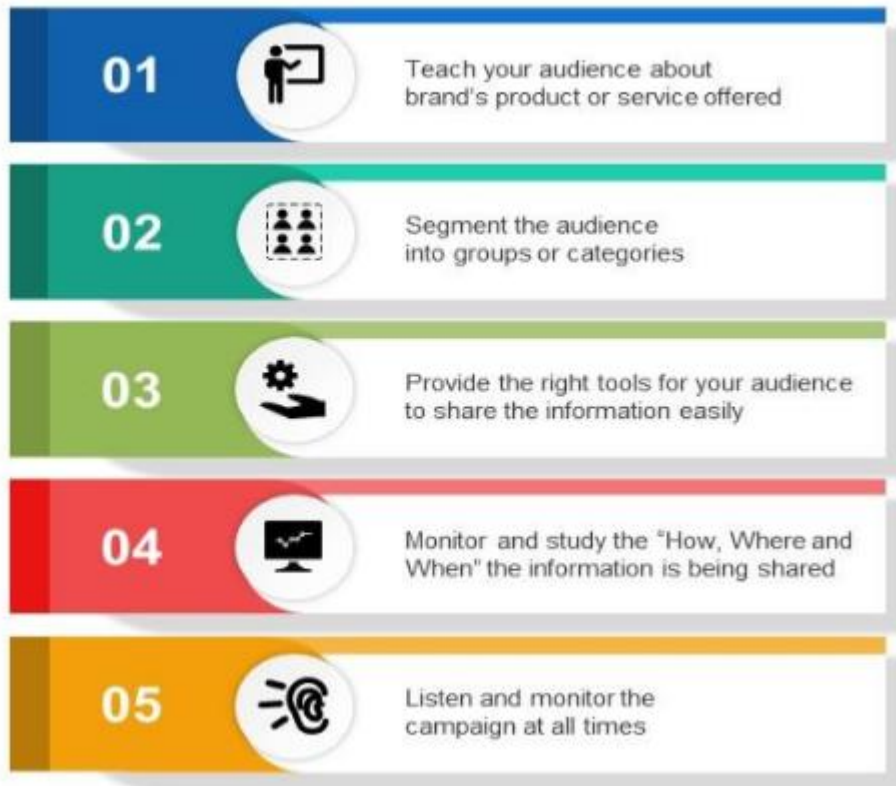 01
Teach your audience about
brand's product or service offered
02
Segment the audience
into groups or categories
03
Provide the right tools for your audience
to share the information easily
04
Monitor and study the "How, Where and
When" the information is being shared
05
Listen and monitor the
campaign at all times